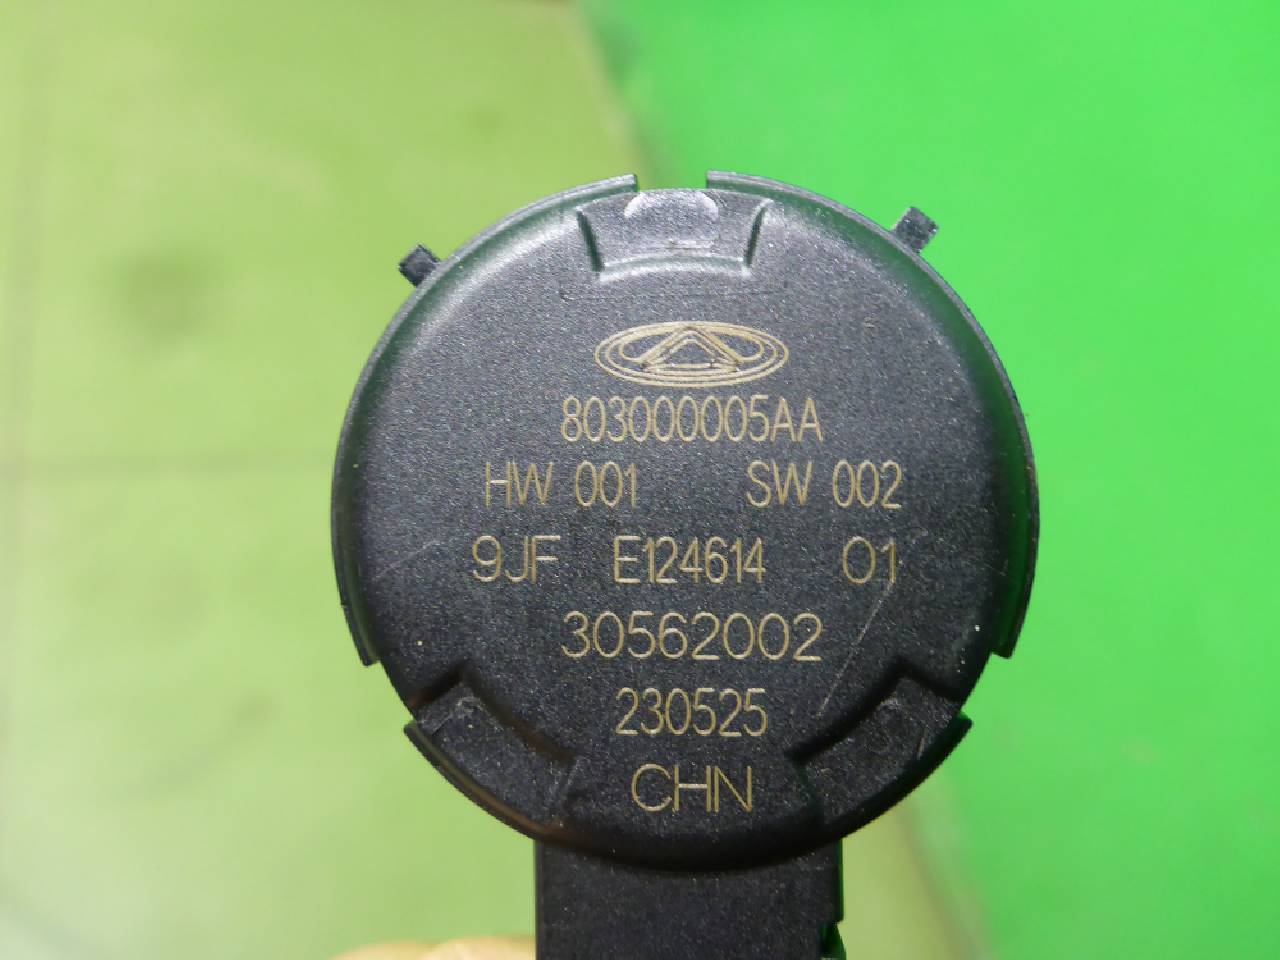 803000005AA
HW 001 SW 002
9JF E124614 01
30562002
230525
CHN